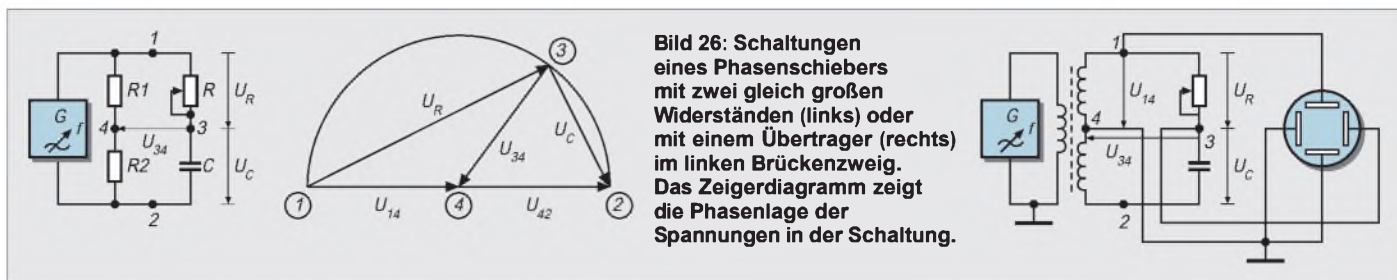 1
G
f
R1
R
U_R
4
3
U_34
R2
C
U_C
2
3
U_R
U_C
U_34
1
U_14
4
U_42
2
Bild 26: Schaltungen
eines Phasenschiebers
mit zwei gleich großen
Widerständen (links) oder
mit einem Übertrager (rechts)
im linken Brückenzweig.
Das Zeigerdiagramm zeigt
die Phasenlage der
Spannungen in der Schaltung.
1
G
f
U_14
U_R
4
3
U_34
U_C
2